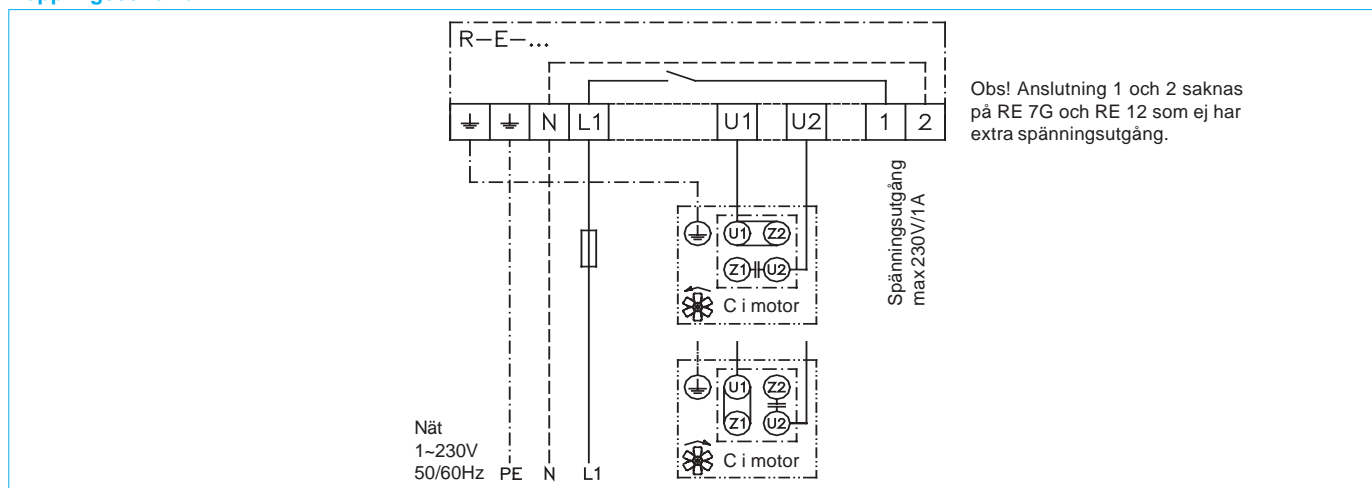 R-E-...
N L1 U1 U2 1 2
Obs! Anslutning 1 och 2 saknas
på RE 7G och RE 12 som ej har
extra spänningsutgång.
Spänningsutgång
max 230V/1A
U1 Z2
Z1 U2
C i motor
U1 Z2
Z1 U2
C i motor
Nät
1~230V
50/60Hz PE N L1